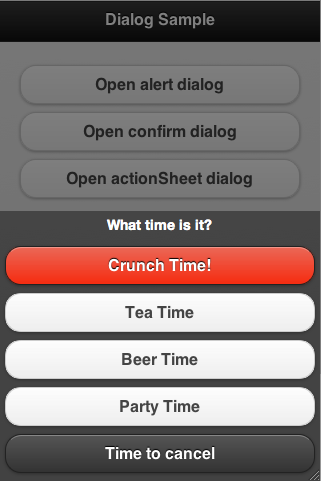 Dialog Sample
Open alert dialog
Open confirm dialog
Open actionSheet dialog
What time is it?
Crunch Time!
Tea Time
Beer Time
Party Time
Time to cancel